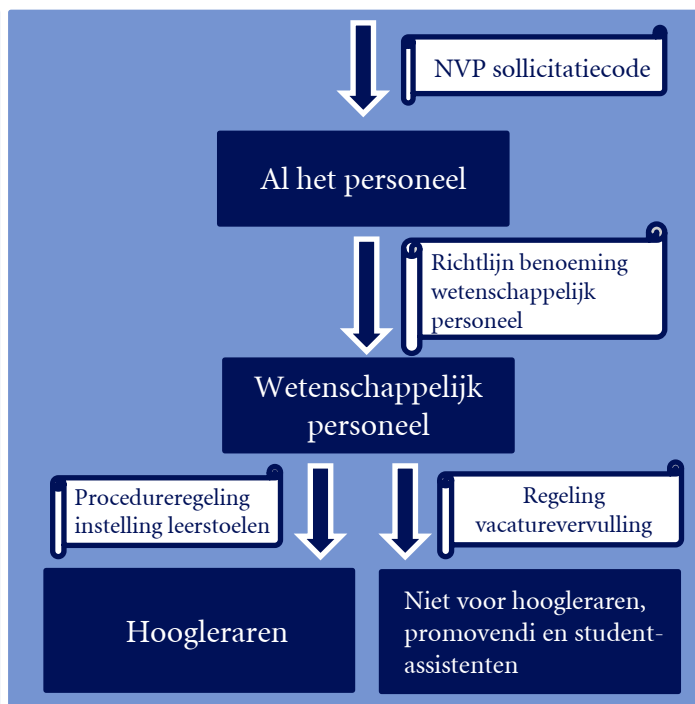 NVP sollicitatiecode
Al het personeel
Richtlijn benoeming
wetenschappelijk
personeel
Wetenschappelijk
personeel
Procedureregeling
instelling leerstoelen
Regeling
vacaturevervulling
Hoogleraren
Niet voor hoogleraren,
promovendi en student-
assistenten